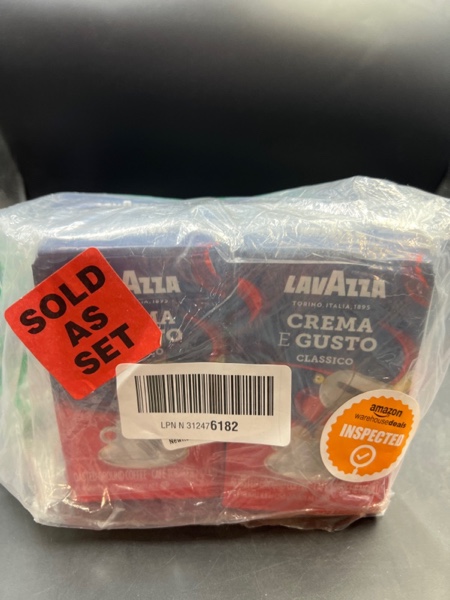 SOLD
AS
SET
LAVAZZA
TORINO, ITALIA, 1895
CREMA
E GUSTO
CLASSICO
LPN N 312476182
amazon
warehousedeals
INSPECTED